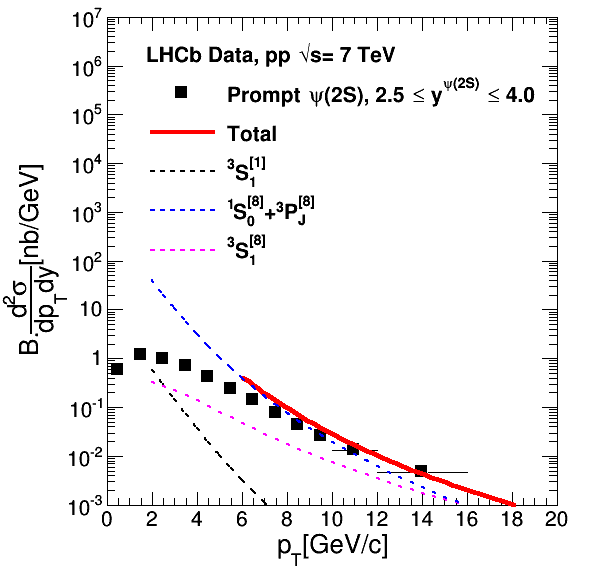 LHCb Data, pp √s= 7 TeV
Prompt ψ(2S), 2.5 ≤ y^ψ(2S) ≤ 4.0
Total
³S₁^[1]
¹S₀^[8]+³P_J^[8]
³S₁^[8]
B.d²σ/dp_Tdy[nb/GeV]
10⁷
10⁶
10⁵
10⁴
10³
10²
10
1
10⁻¹
10⁻²
10⁻³
0 2 4 6 8 10 12 14 16 18 20
p_T[GeV/c]